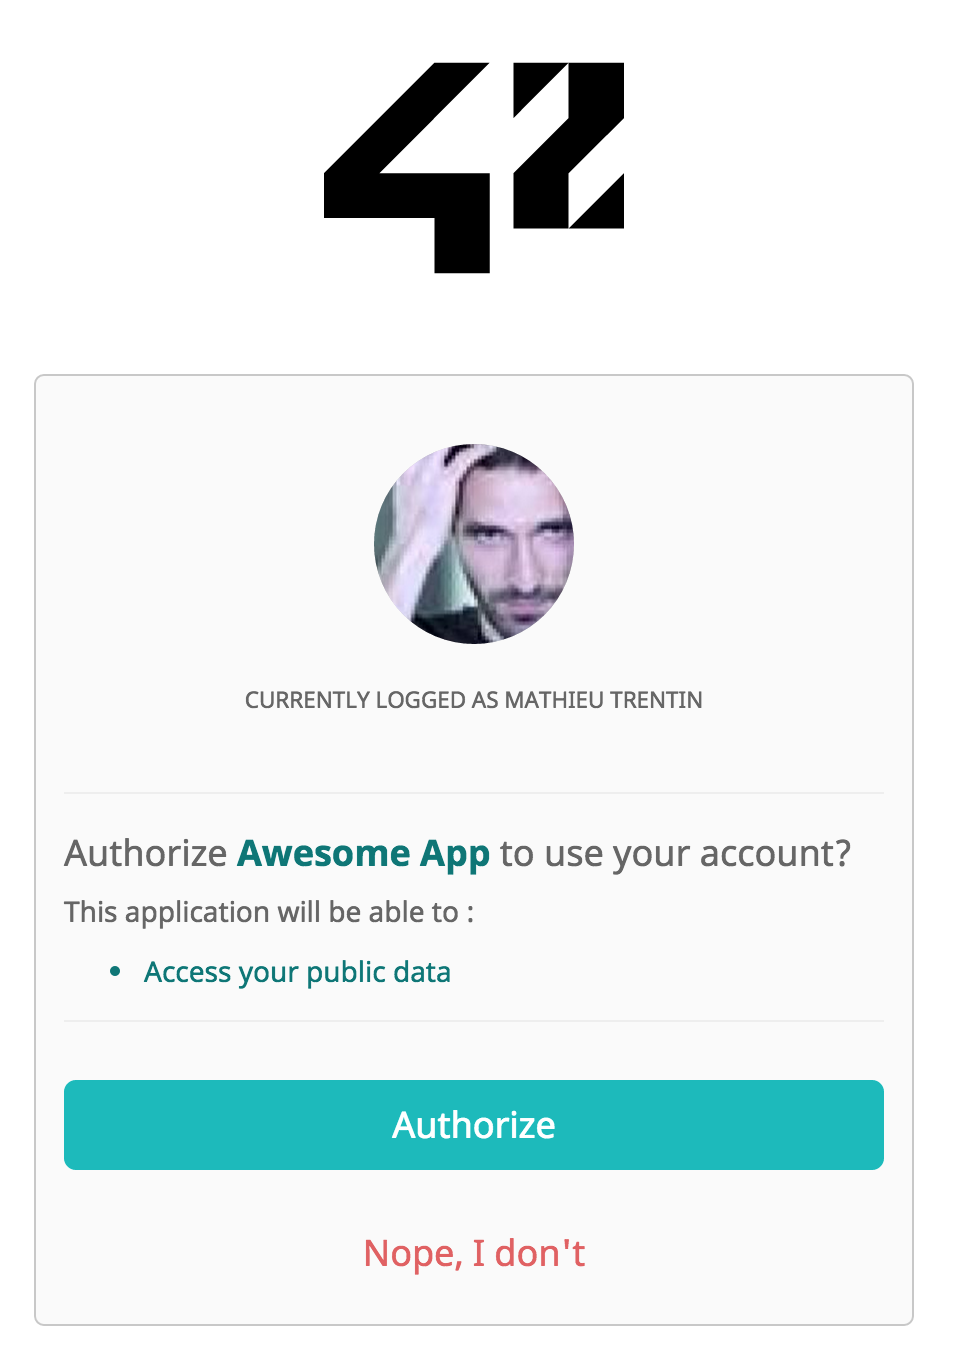 42
CURRENTLY LOGGED AS MATHIEU TRENTIN
Authorize Awesome App to use your account?
This application will be able to :
• Access your public data
Authorize
Nope, I don't